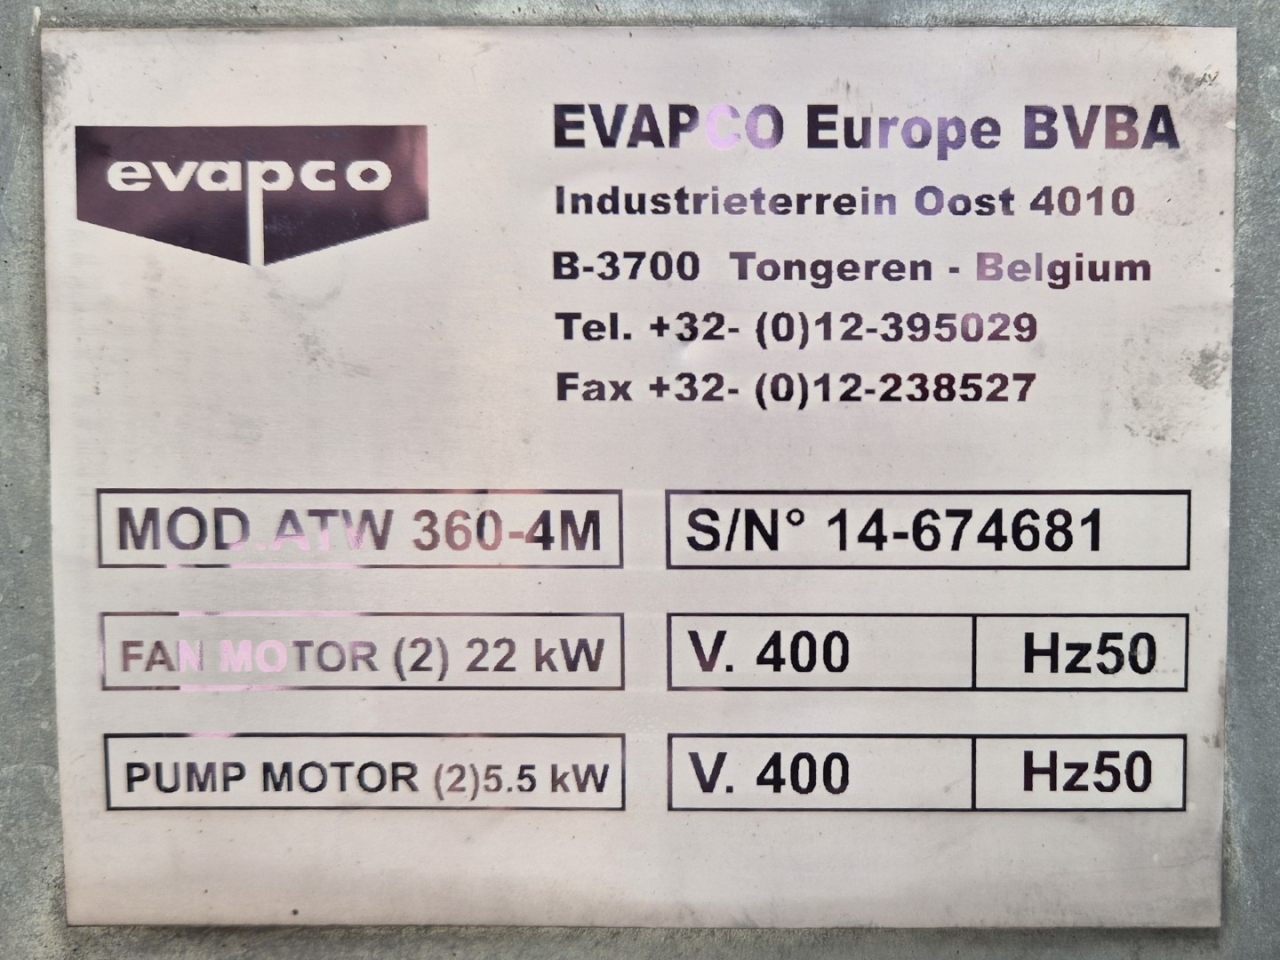 evapco
EVAPCO Europe BVBA
Industrieterrein Oost 4010
B-3700 Tongeren - Belgium
Tel. +32- (0)12-395029
Fax +32- (0)12-238527
MOD.ATW 360-4M
S/N° 14-674681
FAN MOTOR (2) 22 kW
V. 400
Hz50
PUMP MOTOR (2)5.5 kW
V. 400
Hz50